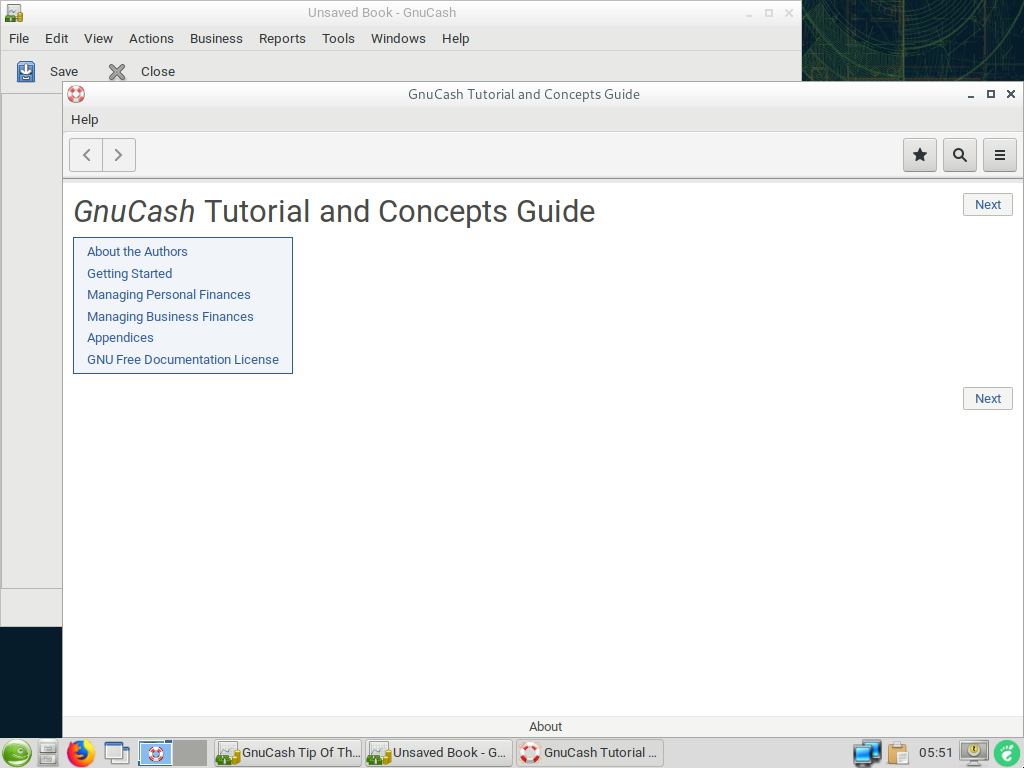 Unsaved Book - GnuCash
File Edit View Actions Business Reports Tools Windows Help
Save Close
GnuCash Tutorial and Concepts Guide
Help
GnuCash Tutorial and Concepts Guide
Next
About the Authors
Getting Started
Managing Personal Finances
Managing Business Finances
Appendices
GNU Free Documentation License
Next
About
GnuCash Tip Of Th... Unsaved Book - G... GnuCash Tutorial ... 05:51